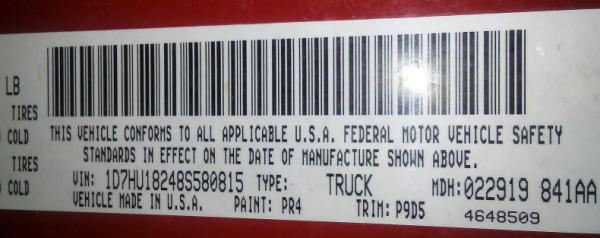 LB
TIRES
COLD THIS VEHICLE CONFORMS TO ALL APPLICABLE U.S.A. FEDERAL MOTOR VEHICLE SAFETY
TIRES STANDARDS IN EFFECT ON THE DATE OF MANUFACTURE SHOWN ABOVE.
COLD VIN: 1D7HU18248S580815 TYPE: TRUCK MDH: 022919 841AA
VEHICLE MADE IN U.S.A. PAINT: PR4 TRIM: P9D5 4648509